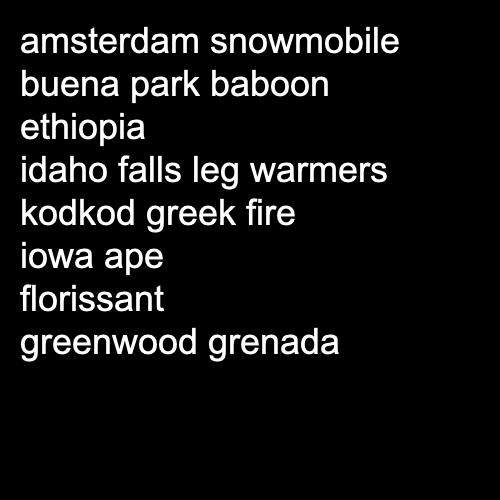 amsterdam snowmobile
buena park baboon
ethiopia
idaho falls leg warmers
kodkod greek fire
iowa ape
florissant
greenwood grenada